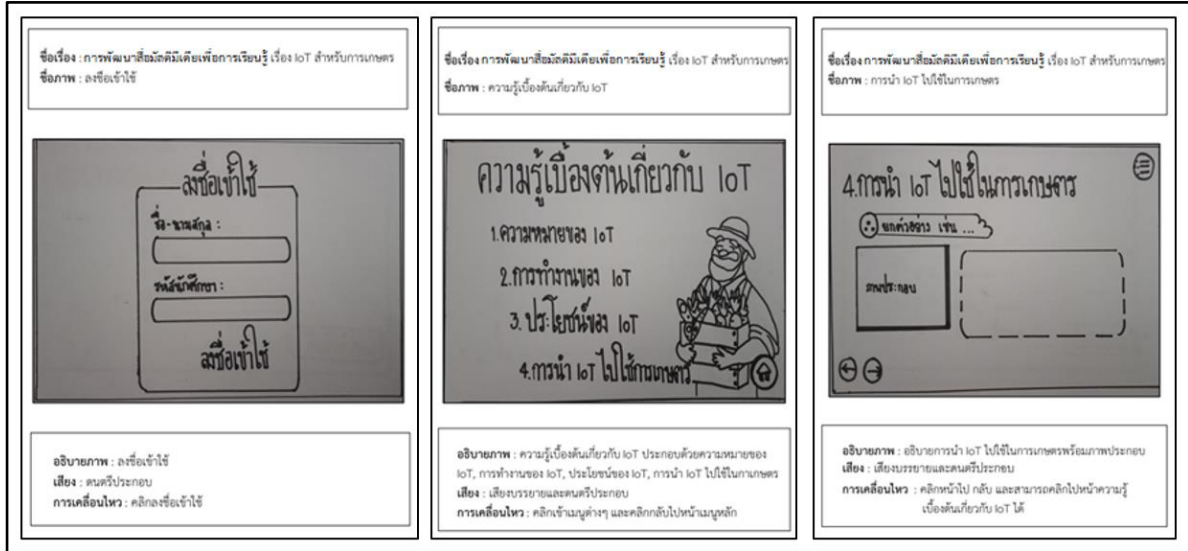 ชื่อเรื่อง : การพัฒนาสื่อมัลติมีเดียเพื่อการเรียนรู้ เรื่อง IoT สำหรับการเกษตร
ชื่อภาพ : ลงชื่อเข้าใช้
ลงชื่อเข้าใช้
ชื่อ-นามสกุล :
รหัสนักศึกษา :
ลงชื่อเข้าใช้
อธิบายภาพ : ลงชื่อเข้าใช้
เสียง : ดนตรีประกอบ
การเคลื่อนไหว : คลิกลงชื่อเข้าใช้
ชื่อเรื่อง การพัฒนาสื่อมัลติมีเดียเพื่อการเรียนรู้ เรื่อง IoT สำหรับการเกษตร
ชื่อภาพ : ความรู้เบื้องต้นเกี่ยวกับ IoT
ความรู้เบื้องต้นเกี่ยวกับ IoT
1.ความหมายของ IoT
2.การทำงานของ IoT
3. ประโยชน์ของ IoT
4.การนำ IoT ไปใช้การเกษตร
อธิบายภาพ : ความรู้เบื้องต้นเกี่ยวกับ IoT ประกอบด้วยความหมายของ
IoT, การทำงานของ IoT, ประโยชน์ของ IoT, การนำ IoT ไปใช้ในกาเกษตร
เสียง : เสียงบรรยายและดนตรีประกอบ
การเคลื่อนไหว : คลิกเข้าเมนูต่างๆ และคลิกกลับไปหน้าเมนูหลัก
ชื่อเรื่อง การพัฒนาสื่อมัลติมีเดียเพื่อการเรียนรู้ เรื่อง IoT สำหรับการเกษตร
ชื่อภาพ : การนำ IoT ไปใช้ในการเกษตร
4.การนำ IoT ไปใช้ในการเกษตร
ยกตัวอย่าง เช่น ...
ภาพประกอบ
อธิบายภาพ : อธิบายการนำ IoT ไปใช้ในการเกษตรพร้อมภาพประกอบ
เสียง : เสียงบรรยายและดนตรีประกอบ
การเคลื่อนไหว : คลิกหน้าไป กลับ และสามารถคลิกไปหน้าความรู้
เบื้องต้นเกี่ยวกับ IoT ได้